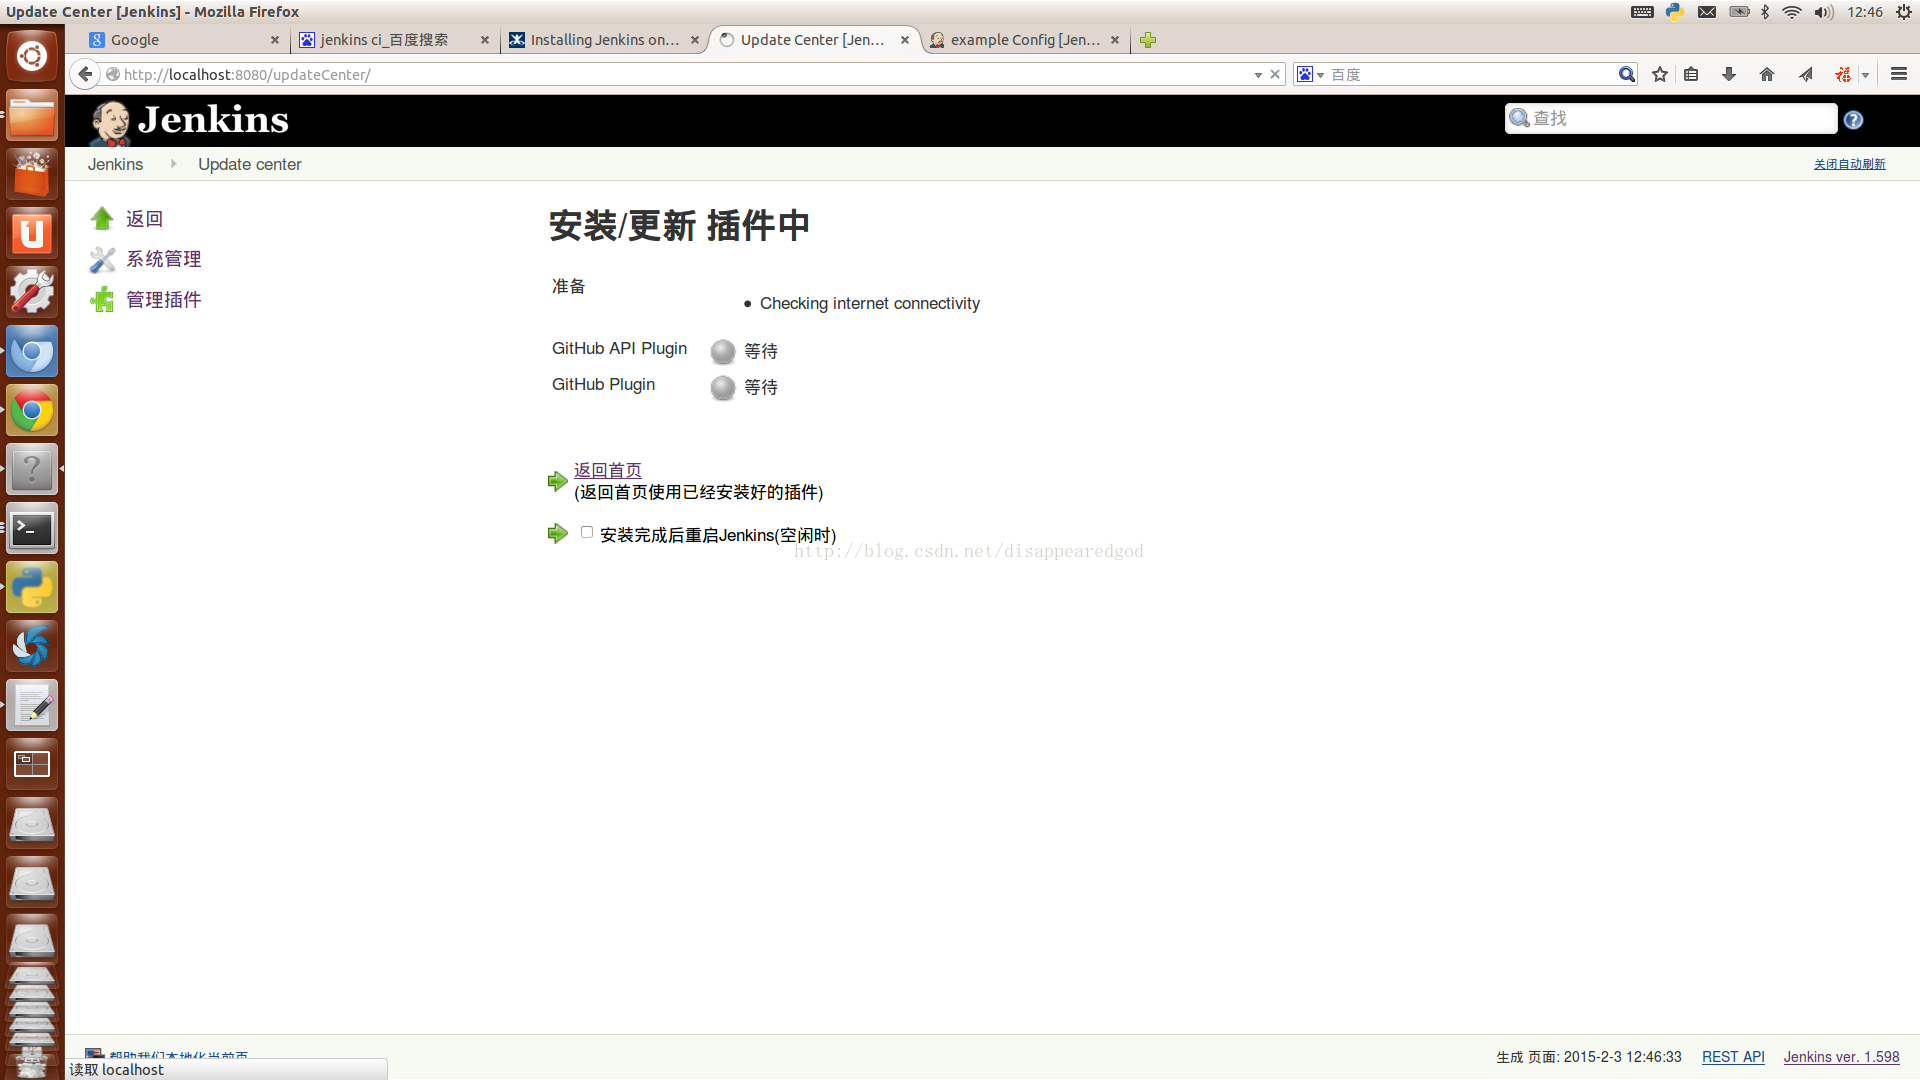 Update Center [Jenkins] - Mozilla Firefox
12:46
Google
jenkins ci_百度搜索
Installing Jenkins on...
Update Center [Jen...
example Config [Jen...
http://localhost:8080/updateCenter/
百度
Jenkins
查找
Jenkins
Update center
关闭自动刷新
返回
系统管理
管理插件
安装/更新 插件中
准备
Checking internet connectivity
GitHub API Plugin
等待
GitHub Plugin
等待
返回首页
(返回首页使用已经安装好的插件)
安装完成后重启Jenkins(空闲时)
http://blog.csdn.net/disappearedgod
帮助我们本地化当前页
读取 localhost
生成 页面: 2015-2-3 12:46:33
REST API
Jenkins ver. 1.598